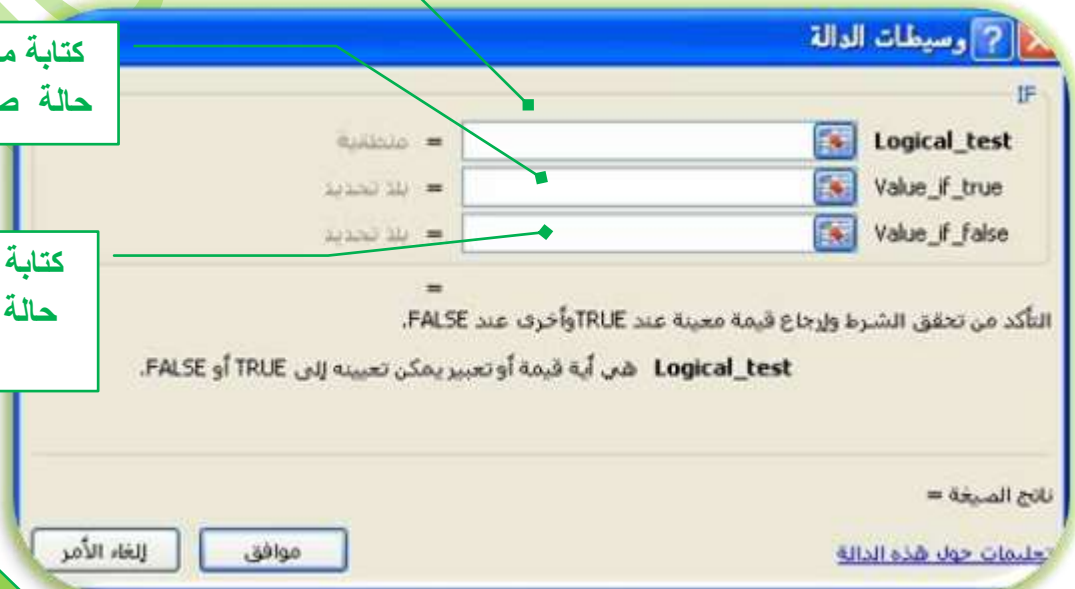 وسيطات الدالة
IF
Logical_test = منطقية
Value_if_true = بلا تحديد
Value_if_false = بلا تحديد
=
التأكد من تحقق الشرط وإرجاع قيمة معينة عند TRUE وأخرى عند FALSE.
Logical_test هي أية قيمة أو تعبير يمكن تعيينه إلى TRUE أو FALSE.
ناتج الصيغة =
تعليمات حول هذه الدالة
موافق
إلغاء الأمر
كتابة
حالة
كتابة
حالة